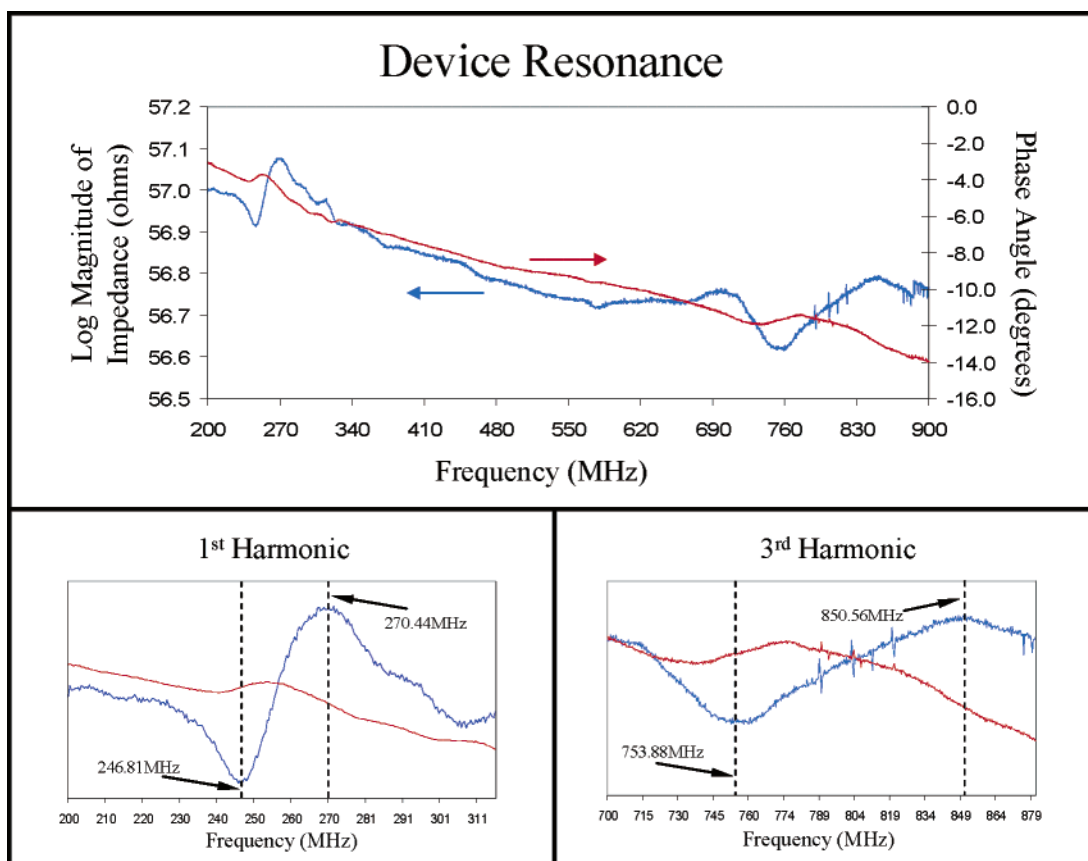 Device Resonance
Log Magnitude of
Impedance (ohms)
57.2
57.1
57.0
56.9
56.8
56.7
56.6
56.5
0.0
-2.0
-4.0
-6.0
-8.0
-10.0
-12.0
-14.0
-16.0
Phase Angle (degrees)
200 270 340 410 480 550 620 690 760 830 900
Frequency (MHz)
1st Harmonic
270.44MHz
246.81MHz
200 210 220 230 240 250 260 270 280 291 301 311
Frequency (MHz)
3rd Harmonic
850.56MHz
753.88MHz
700 715 730 745 760 774 789 804 819 834 849 864 879
Frequency (MHz)